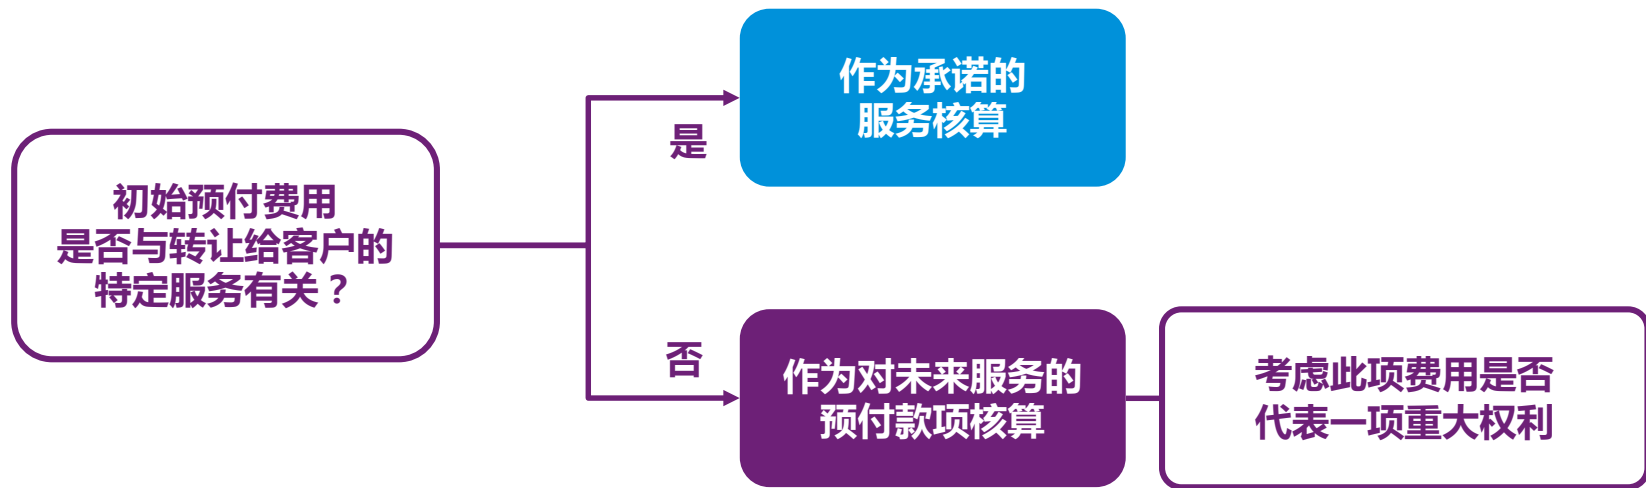 初始预付费用
是否与转让给客户的
特定服务有关？
是
作为承诺的
服务核算
否
作为对未来服务的
预付款项核算
考虑此项费用是否
代表一项重大权利